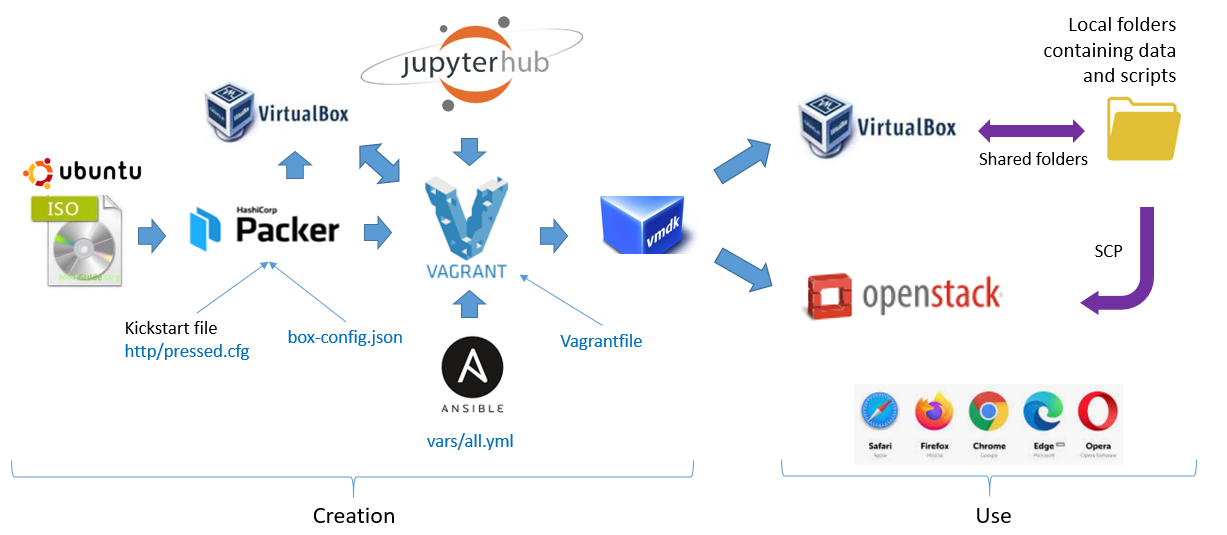 Local folders
containing data
and scripts
jupyterhub
VirtualBox
VirtualBox
Shared folders
ubuntu
ISO
HashiCorp
Packer
VAGRANT
vmdk
SCP
openstack
Kickstart file
http/pressed.cfg
box-config.json
Vagrantfile
ANSIBLE
vars/all.yml
Safari
Apple
Firefox
Mozilla
Chrome
Google
Edge
Microsoft
Opera
Opera Software
Creation
Use